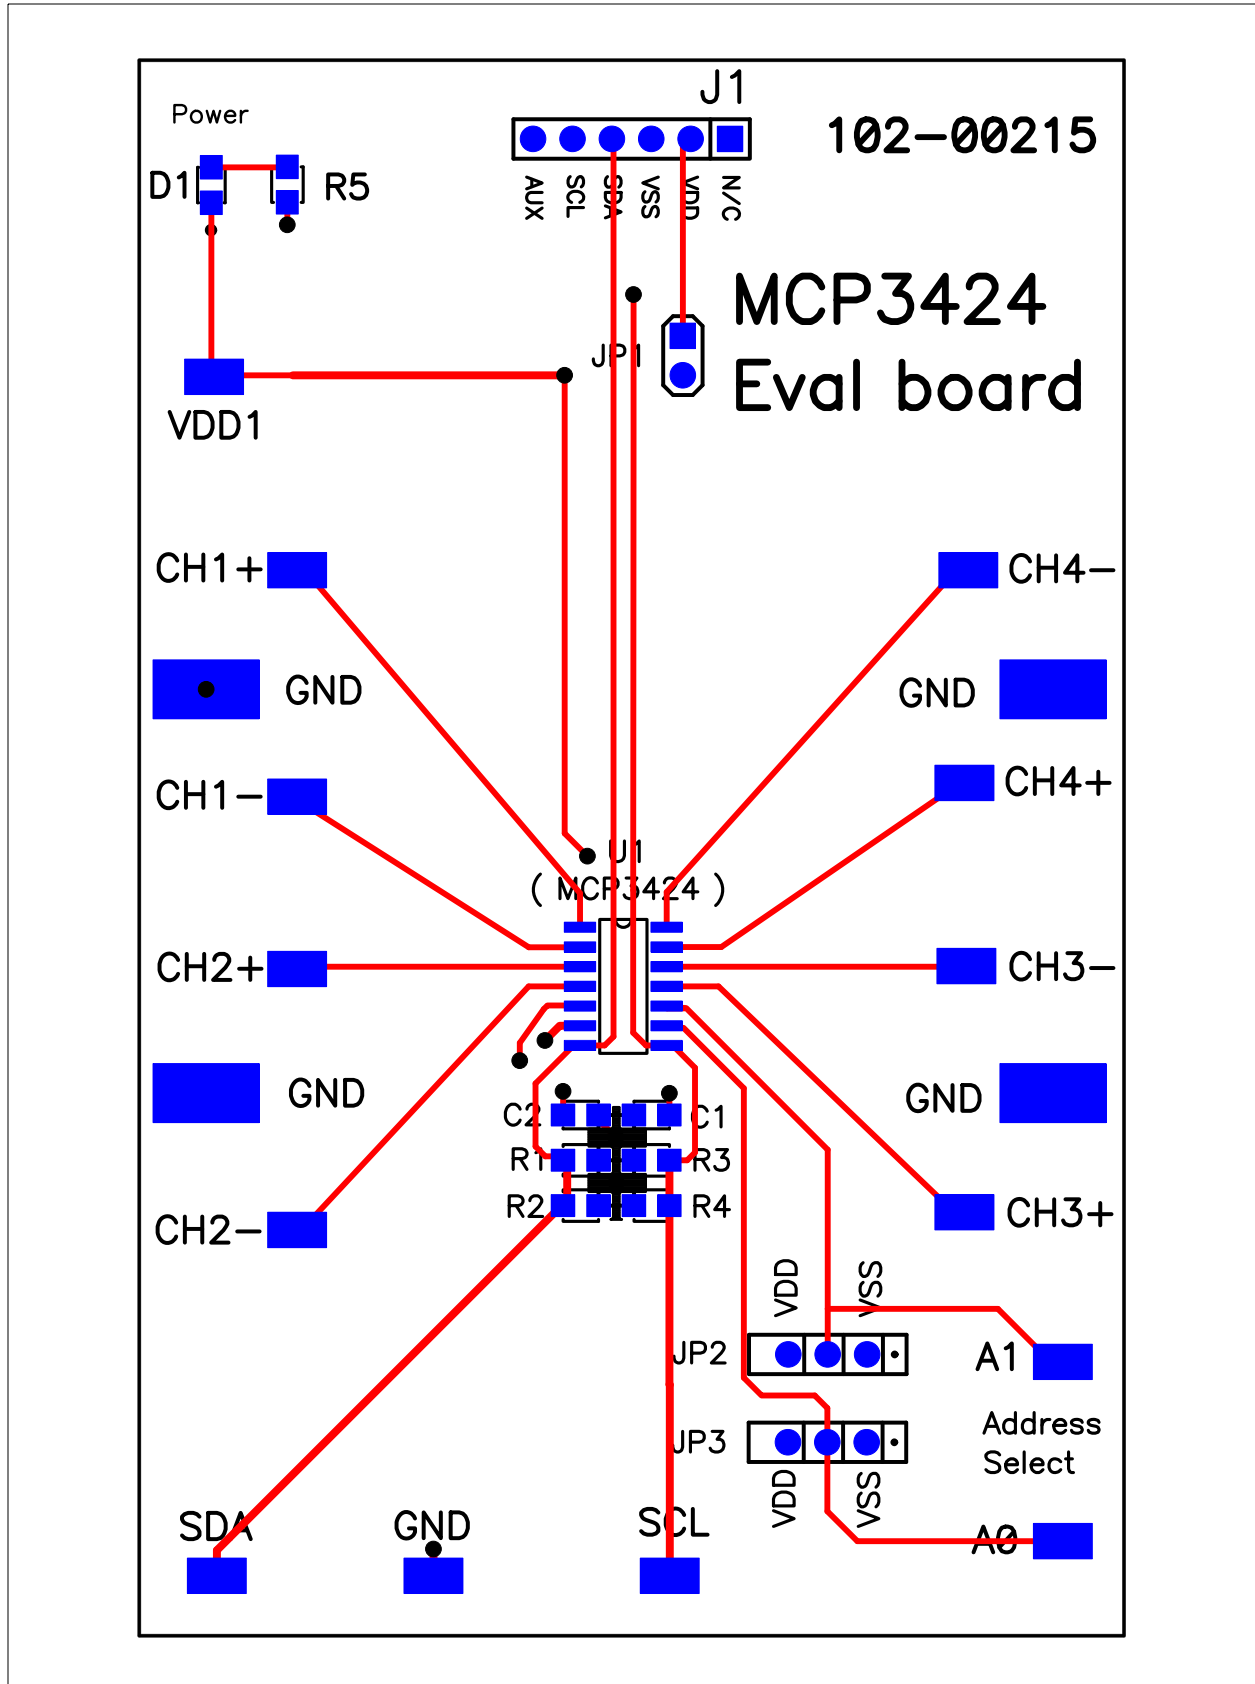 J1
Power
102-00215
D1
R5
AUX
SCL
SDA
VSS
VDD
N/C
MCP3424
JP1
Eval board
VDD1
CH1+
CH4-
GND
GND
CH1-
CH4+
U1
( MCP3424 )
CH2+
CH3-
GND
GND
C2
C1
R1
R3
R2
R4
CH2-
CH3+
VDD
VSS
JP2
A1
Address
Select
JP3
VDD
VSS
SDA
GND
SCL
A0